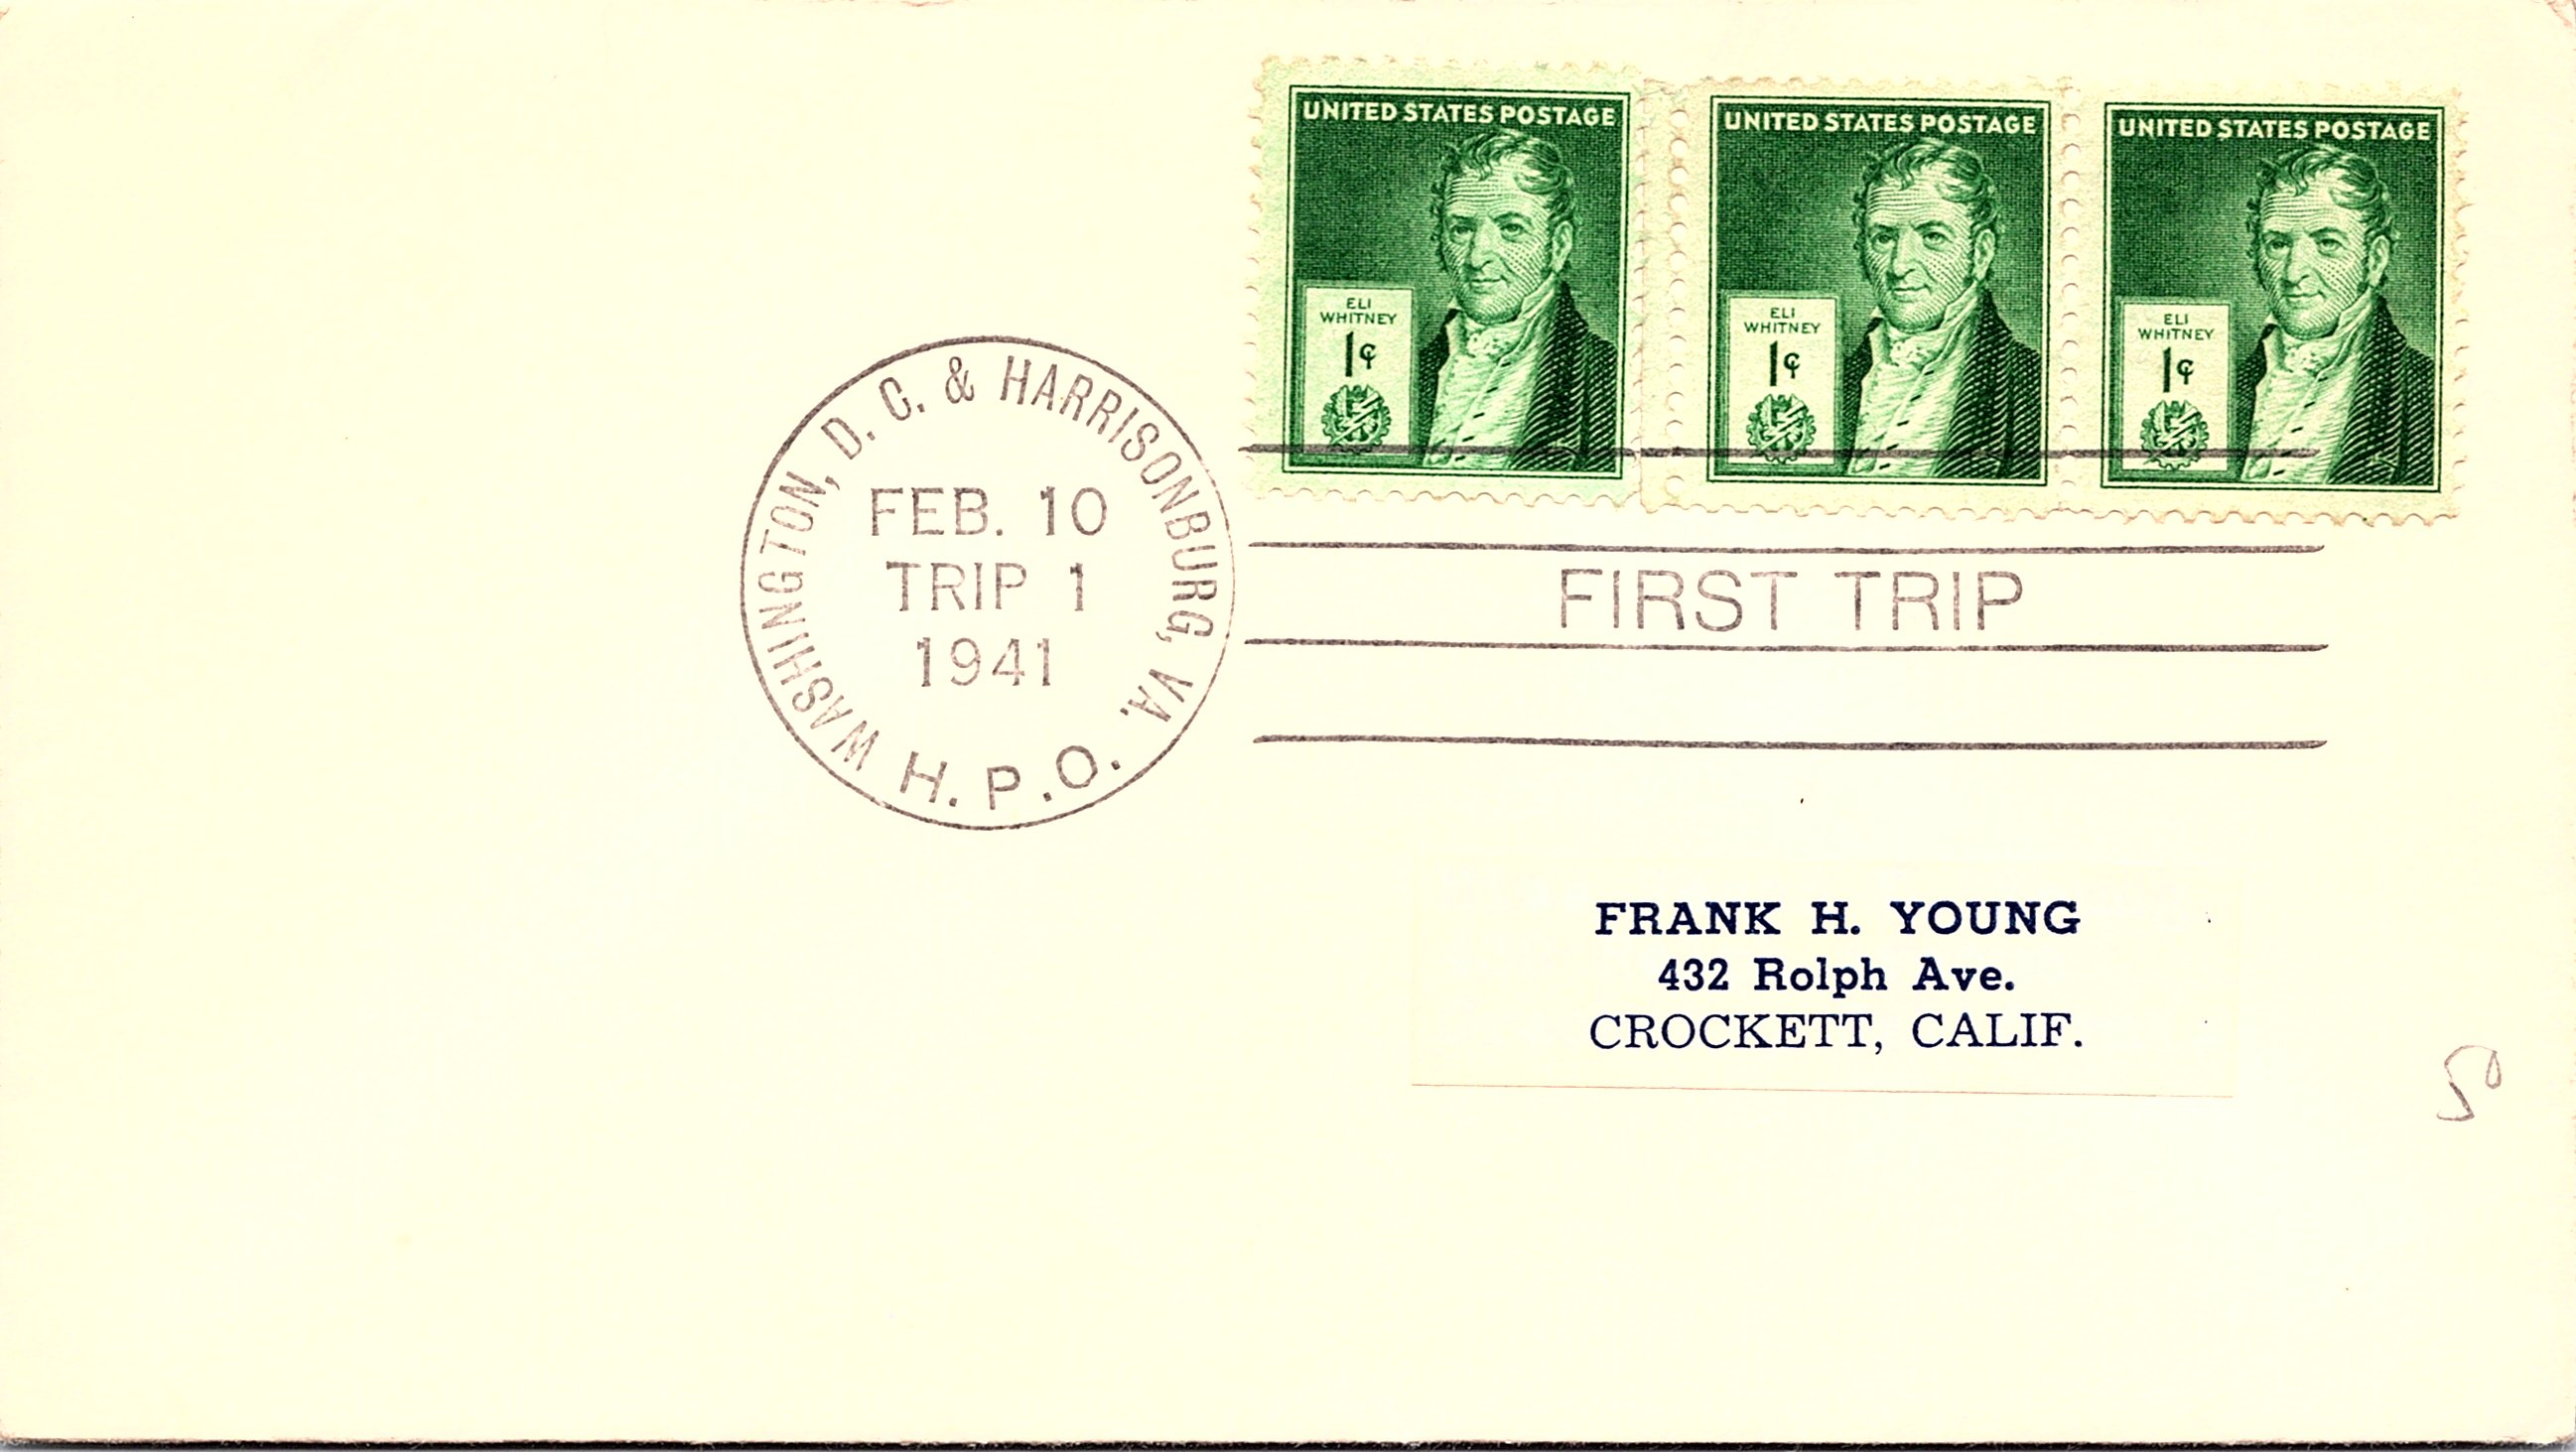 UNITED STATES POSTAGE
ELI
WHITNEY
1¢
UNITED STATES POSTAGE
ELI
WHITNEY
1¢
UNITED STATES POSTAGE
ELI
WHITNEY
1¢
WASHINGTON, D. C. & HARRISONBURG, VA.
FEB. 10
TRIP 1
1941
H. P. O.
FIRST TRIP
FRANK H. YOUNG
432 Rolph Ave.
CROCKETT, CALIF.
50